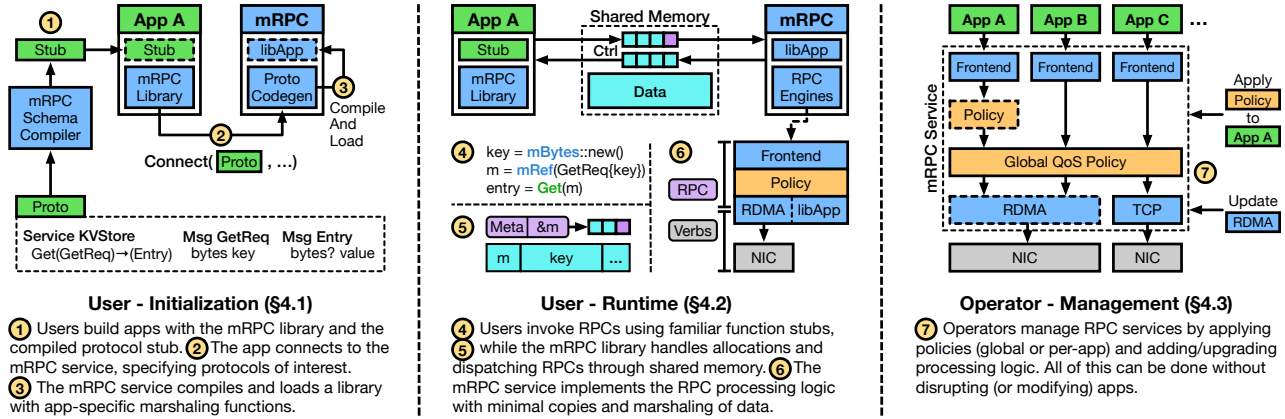 1
App A
mRPC
Stub
Stub
libApp
mRPC
Schema
Compiler
mRPC
Library
Proto
Codegen
3
Compile
And
Load
2
Connect( Proto , ...)
Proto
Service KVStore
Get(GetReq)→(Entry)
Msg GetReq
bytes key
Msg Entry
bytes? value
User - Initialization (§4.1)
1 Users build apps with the mRPC library and the
compiled protocol stub. 2 The app connects to the
mRPC service, specifying protocols of interest.
3 The mRPC service compiles and loads a library
with app-specific marshaling functions.
App A
Shared Memory
mRPC
Stub
Ctrl
libApp
mRPC
Library
Data
RPC
Engines
4 key = mBytes::new()
m = mRef(GetReq{key})
entry = Get(m)
5 Meta &m
m key ...
6
Frontend
RPC
Policy
RDMA libApp
Verbs
NIC
User - Runtime (§4.2)
4 Users invoke RPCs using familiar function stubs,
5 while the mRPC library handles allocations and
dispatching RPCs through shared memory. 6 The
mRPC service implements the RPC processing logic
with minimal copies and marshaling of data.
App A App B App C ...
mRPC Service
Frontend Frontend Frontend
Policy
Global QoS Policy
RDMA TCP
NIC NIC
Apply
Policy
to
App A
7
Update
RDMA
Operator - Management (§4.3)
7 Operators manage RPC services by applying
policies (global or per-app) and adding/upgrading
processing logic. All of this can be done without
disrupting (or modifying) apps.